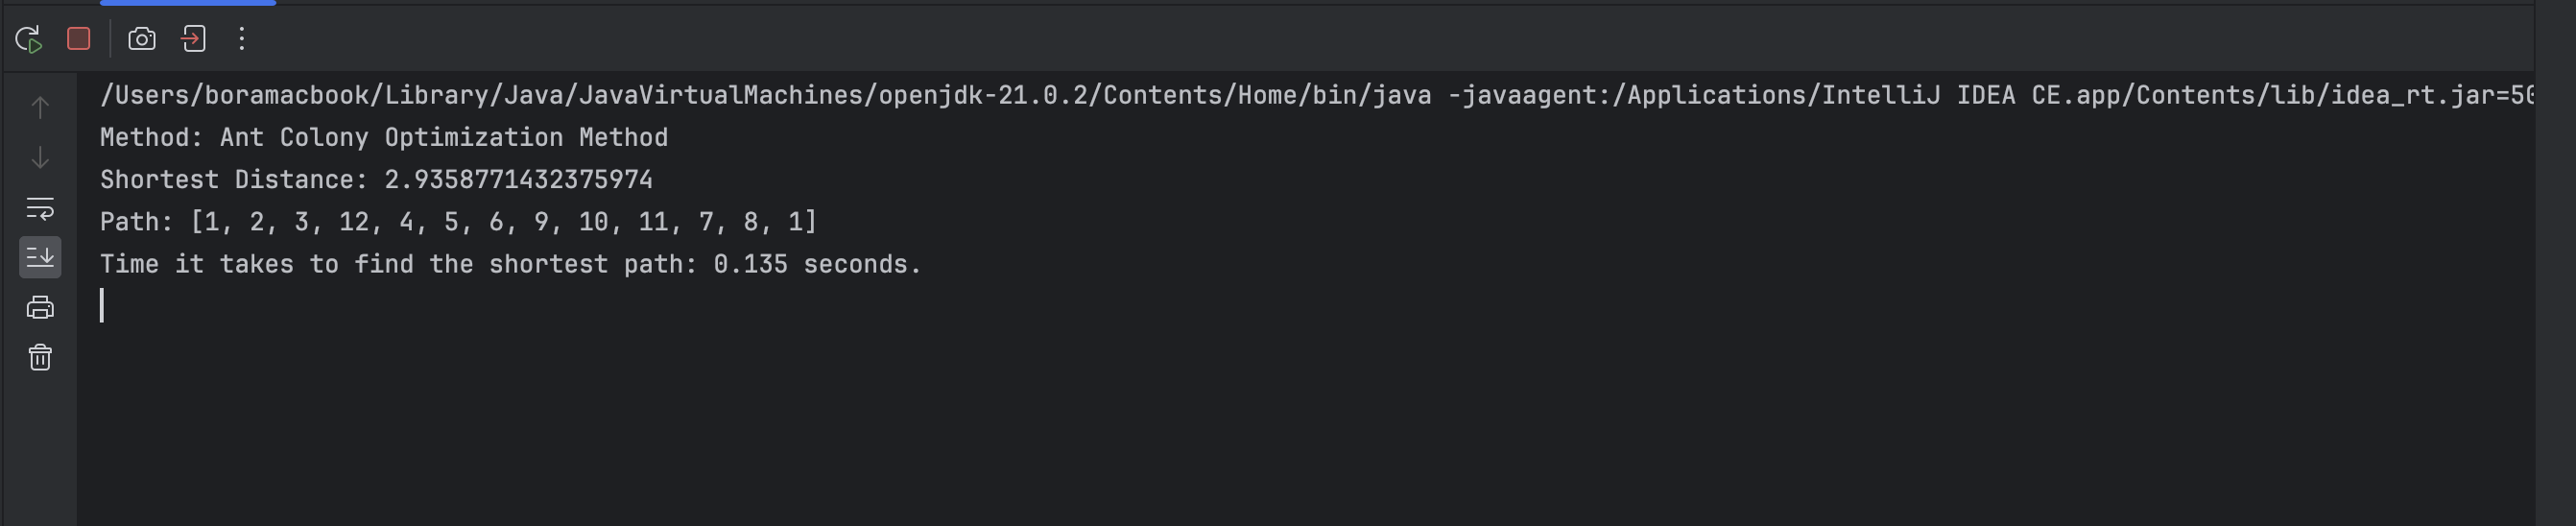 /Users/boramacbook/Library/Java/JavaVirtualMachines/openjdk-21.0.2/Contents/Home/bin/java -javaagent:/Applications/IntelliJ IDEA CE.app/Contents/lib/idea_rt.jar=50
Method: Ant Colony Optimization Method
Shortest Distance: 2.9358771432375974
Path: [1, 2, 3, 12, 4, 5, 6, 9, 10, 11, 7, 8, 1]
Time it takes to find the shortest path: 0.135 seconds.